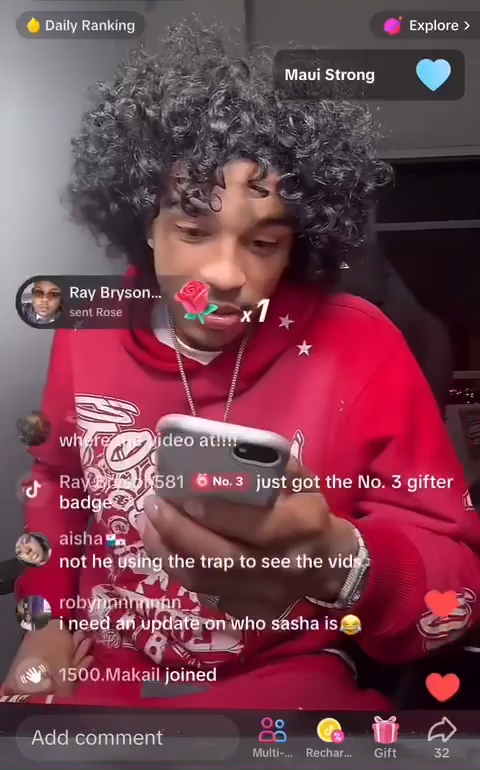 Daily Ranking
Explore >
Maui Strong
Ray Bryson...
sent Rose
x1
where the video at!!!!
No. 3 just got the No. 3 gifter
badge
aisha🇵🇦
not he using the trap to see the vids
robynnnnnnnn
i need an update on who sasha is😂
1500.Makail joined
Add comment
Multi-...
Rechar...
Gift
32